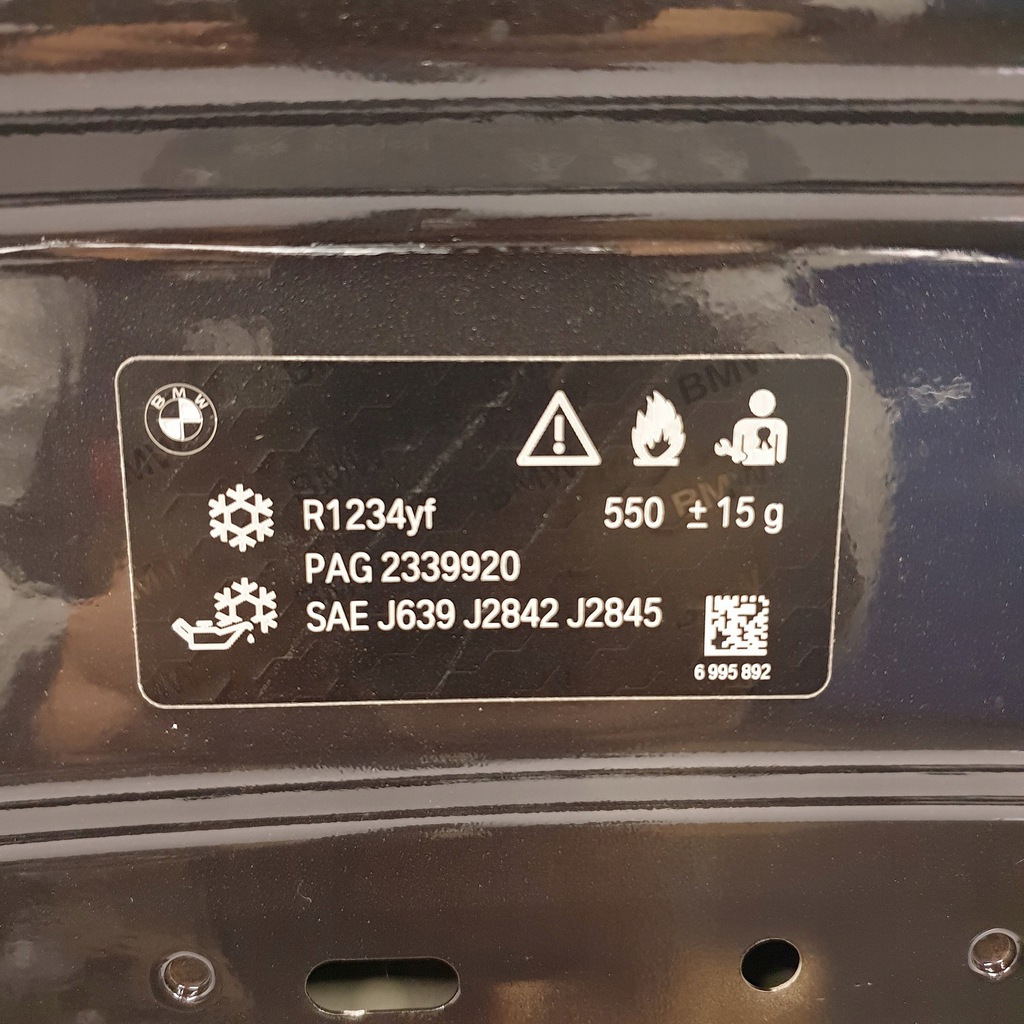 BMW
R1234yf 550 ± 15 g
PAG 2339920
SAE J639 J2842 J2845
6 995 892